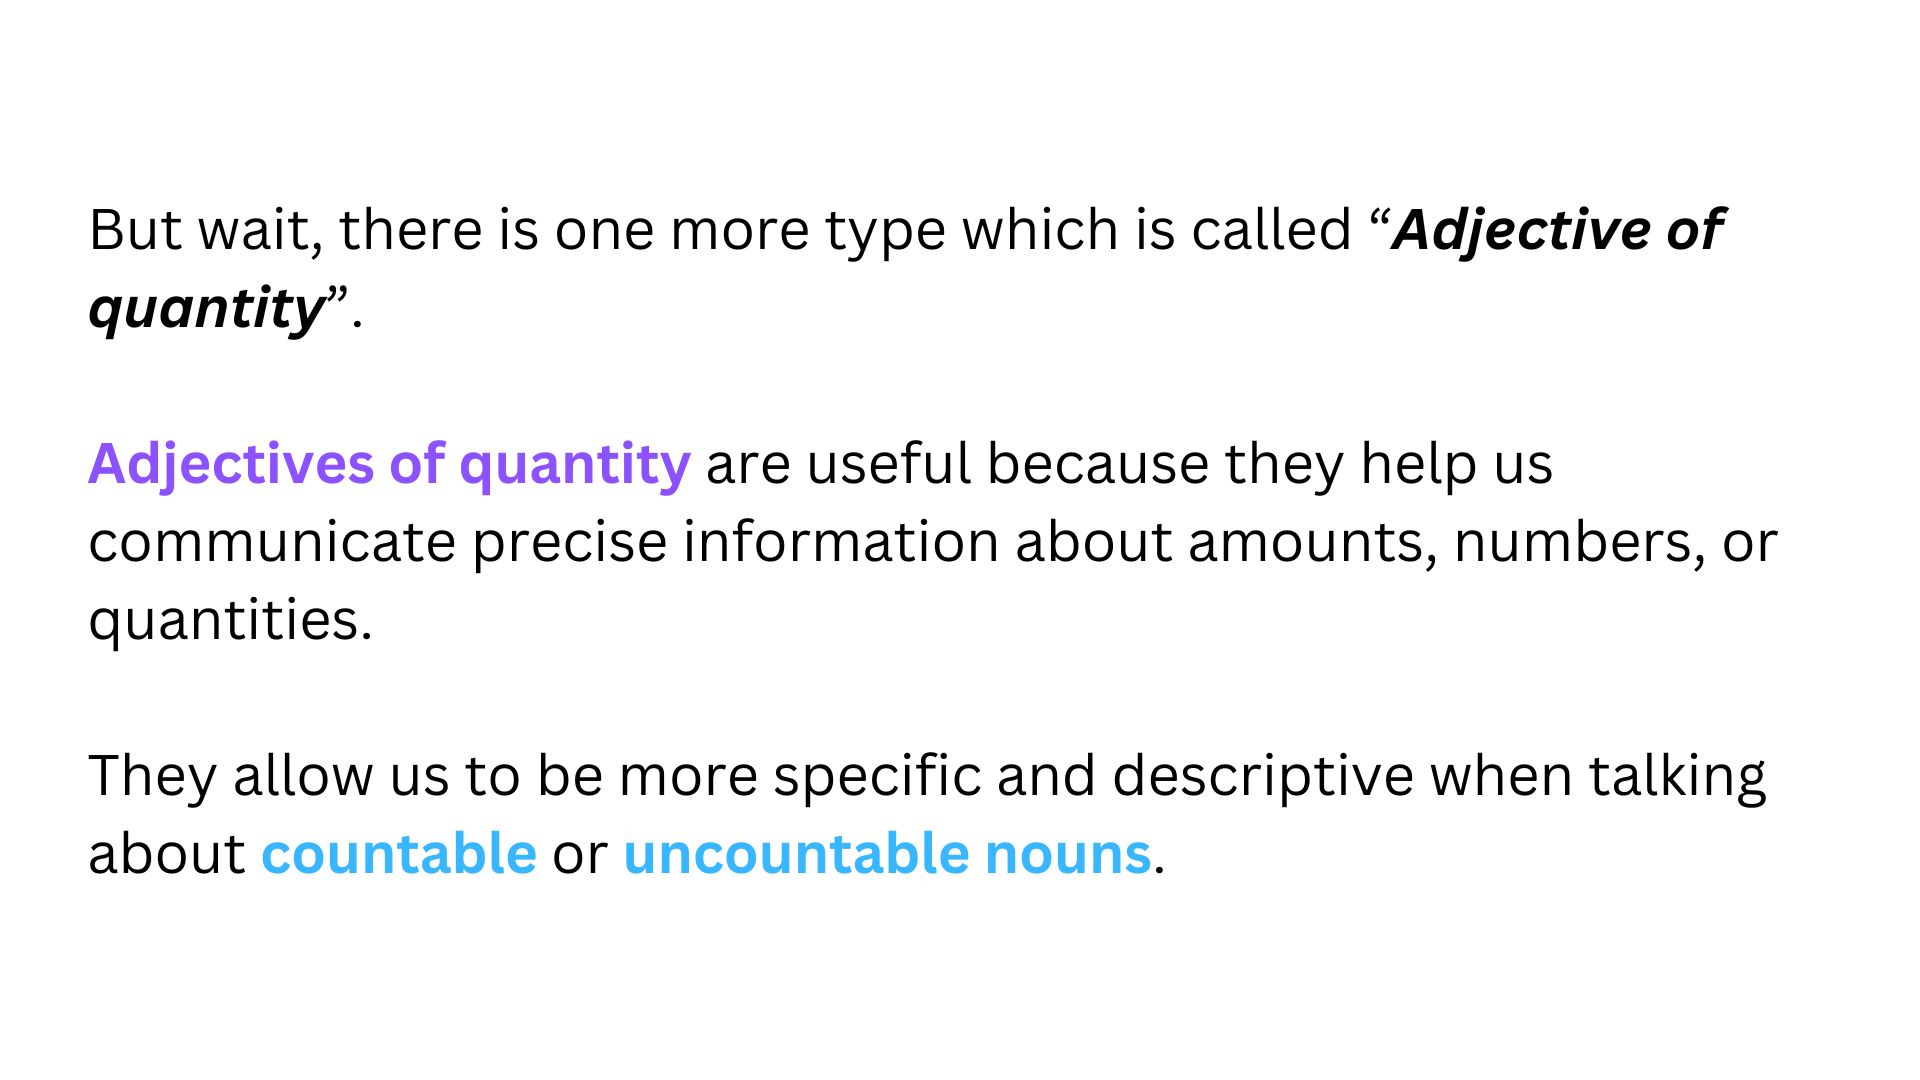 But wait, there is one more type which is called “Adjective of
quantity”.
Adjectives of quantity are useful because they help us
communicate precise information about amounts, numbers, or
quantities.
They allow us to be more specific and descriptive when talking
about countable or uncountable nouns.